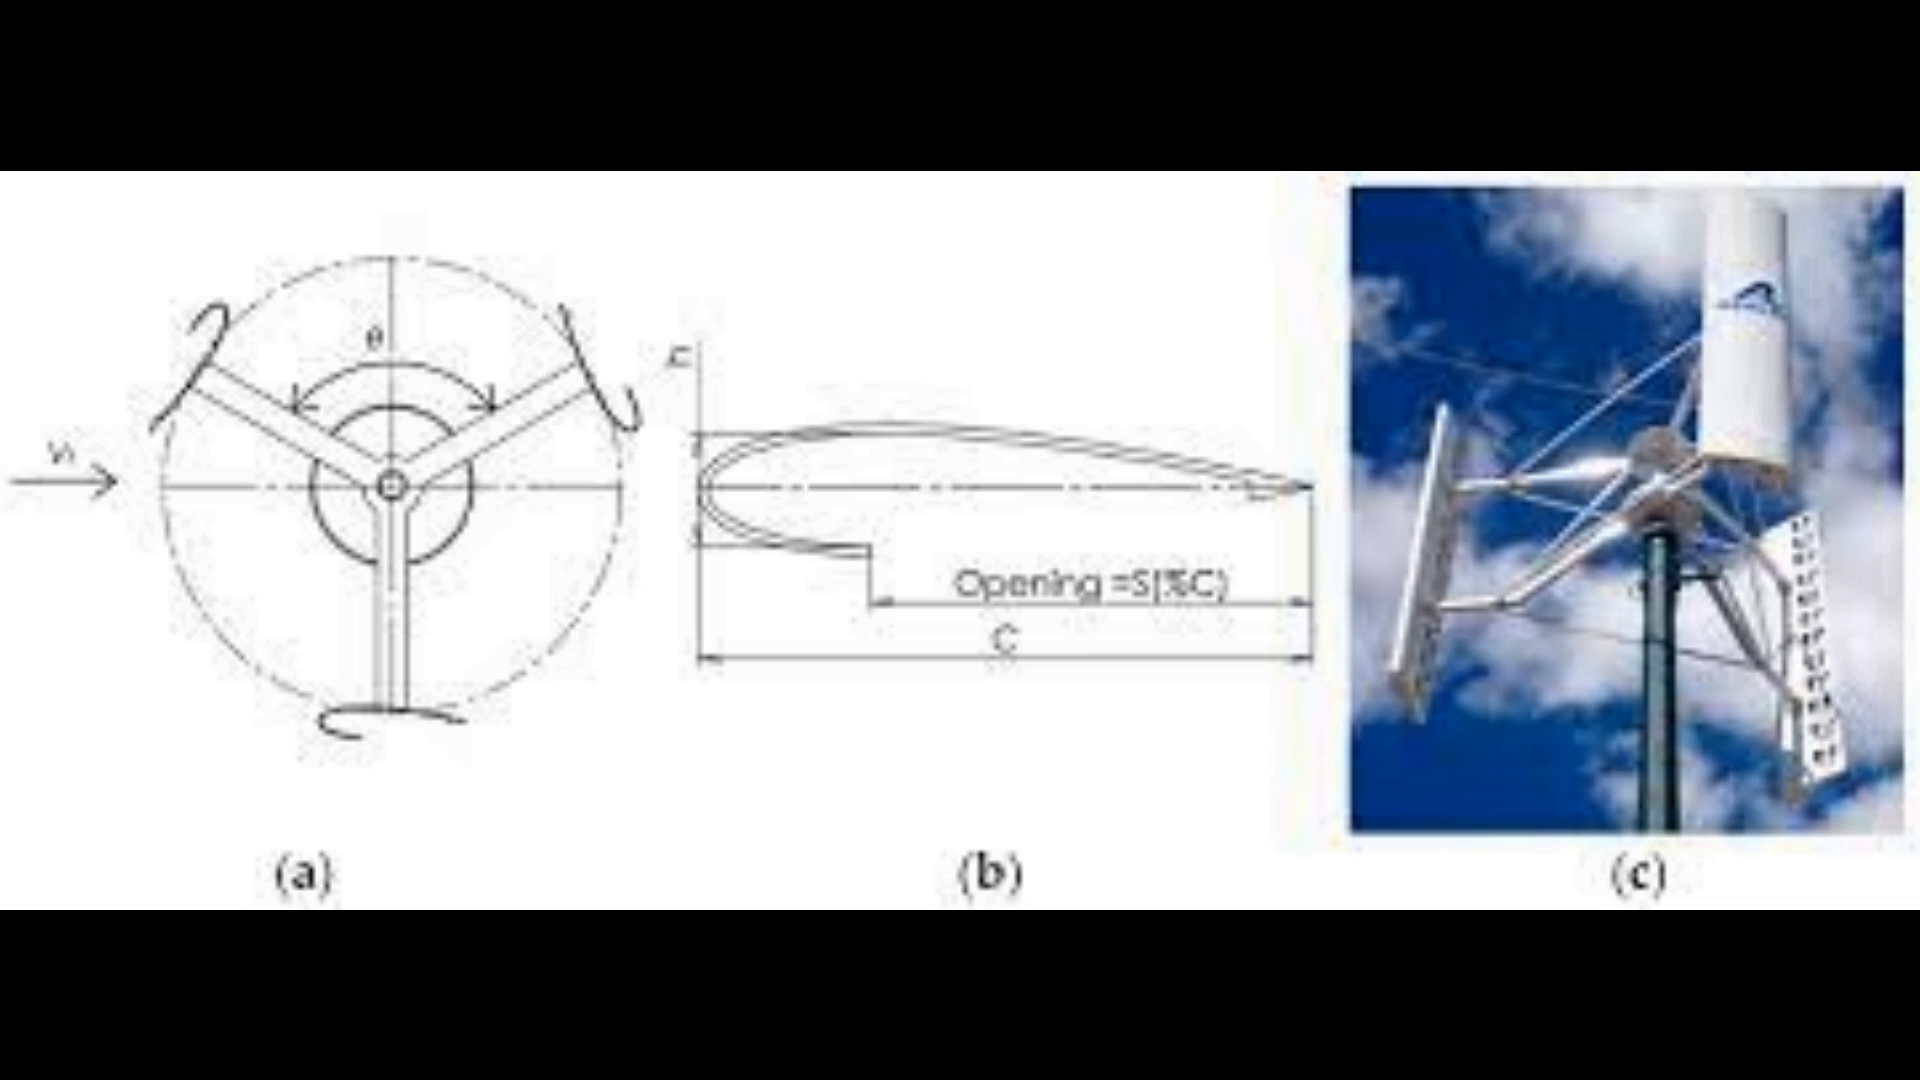 θ
V₁
h
Opening =S(%C)
C
(a)
(b)
(c)